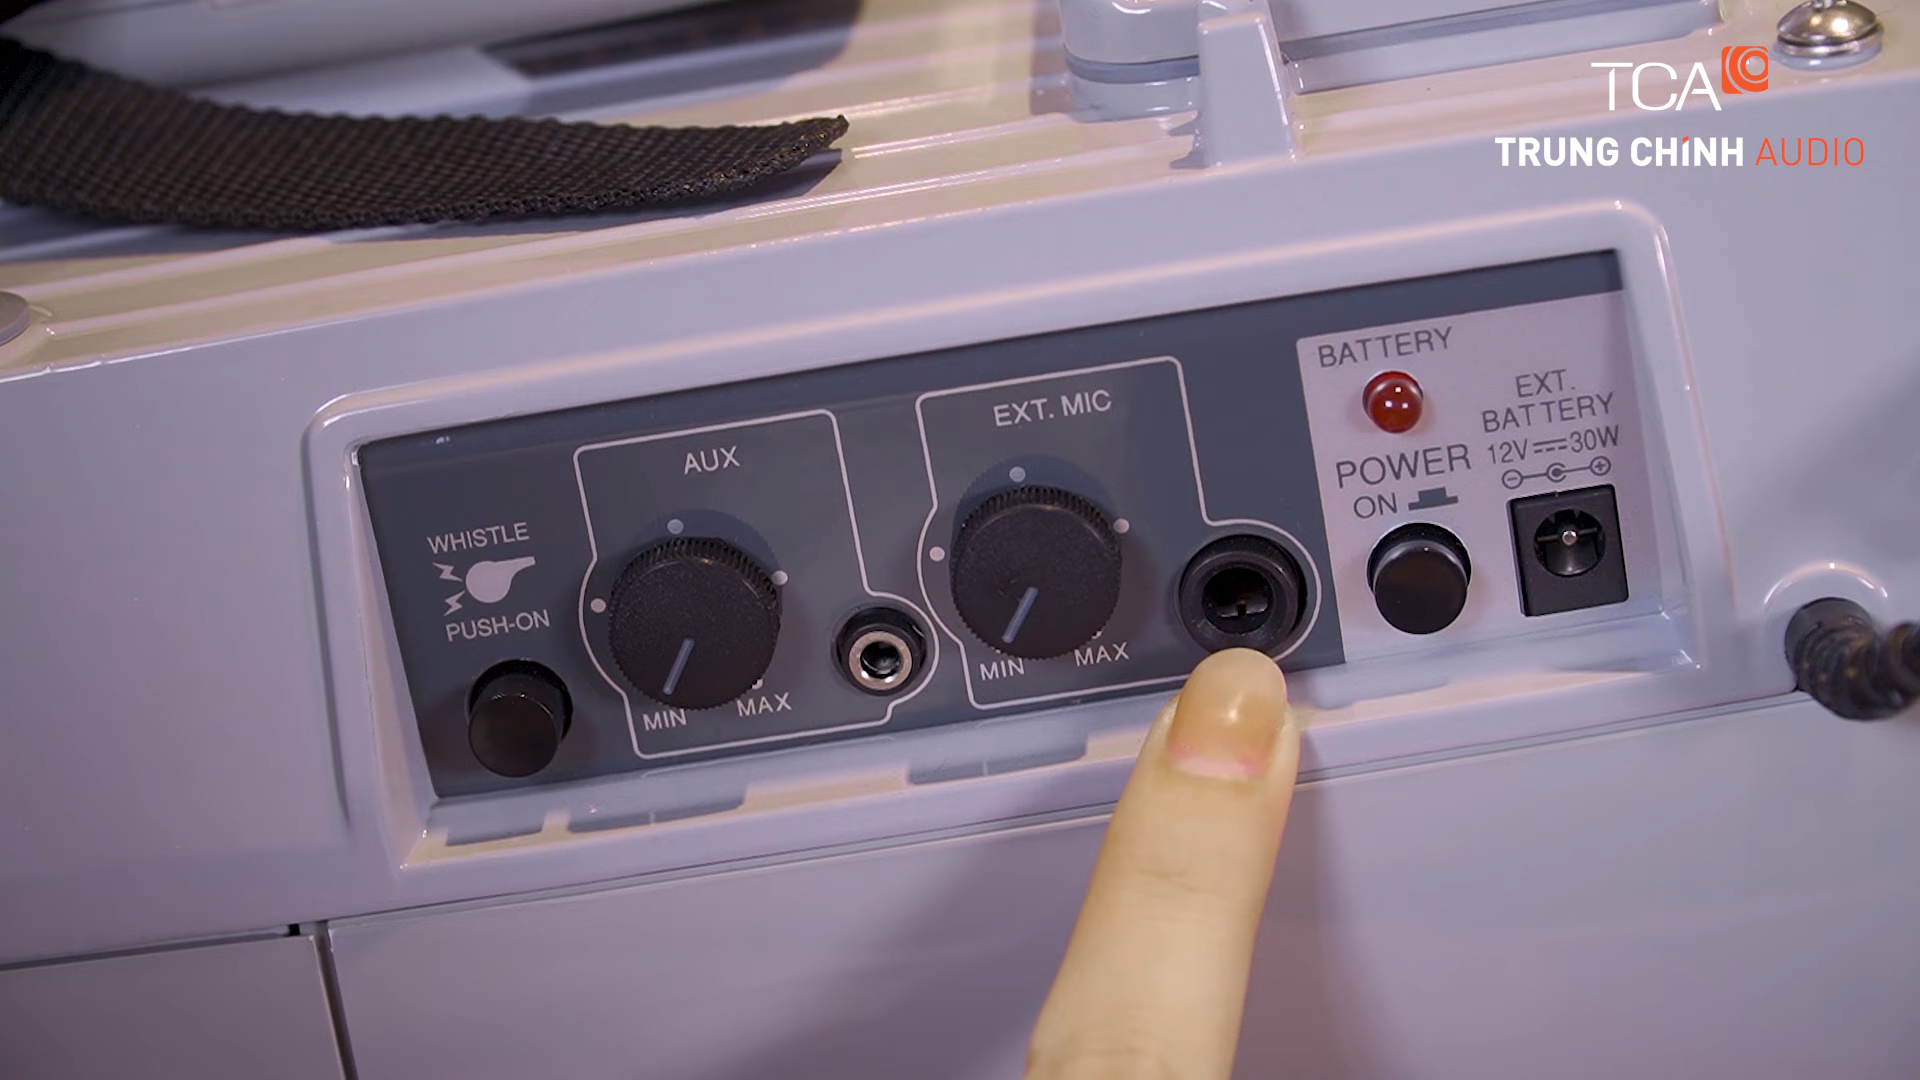 TCA
TRUNG CHÍNH AUDIO
WHISTLE
PUSH-ON
AUX
MIN
MAX
EXT. MIC
MIN
MAX
BATTERY
POWER
ON
EXT.
BATTERY
12V⎓30W